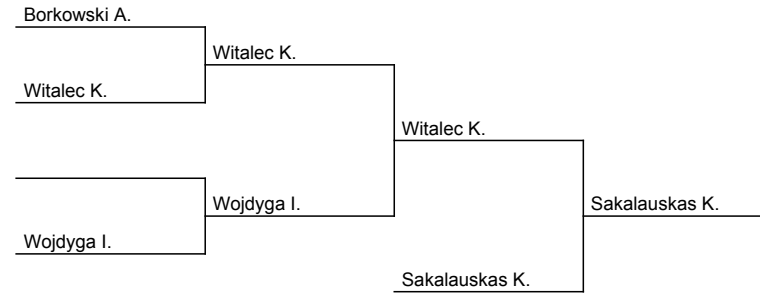 Borkowski A.
Witalec K.
Witalec K.
Witalec K.
Wojdyga I.
Sakalauskas K.
Wojdyga I.
Sakalauskas K.